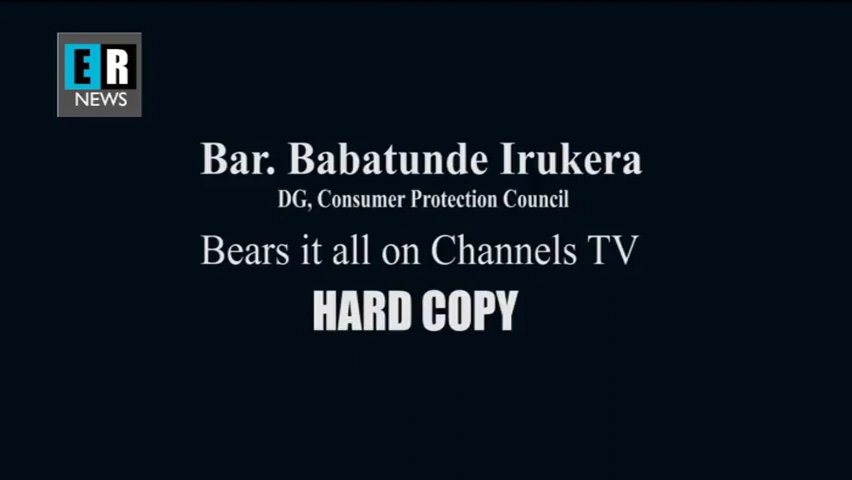 ER
NEWS
Bar. Babatunde Irukera
DG, Consumer Protection Council
Bears it all on Channels TV
HARD COPY